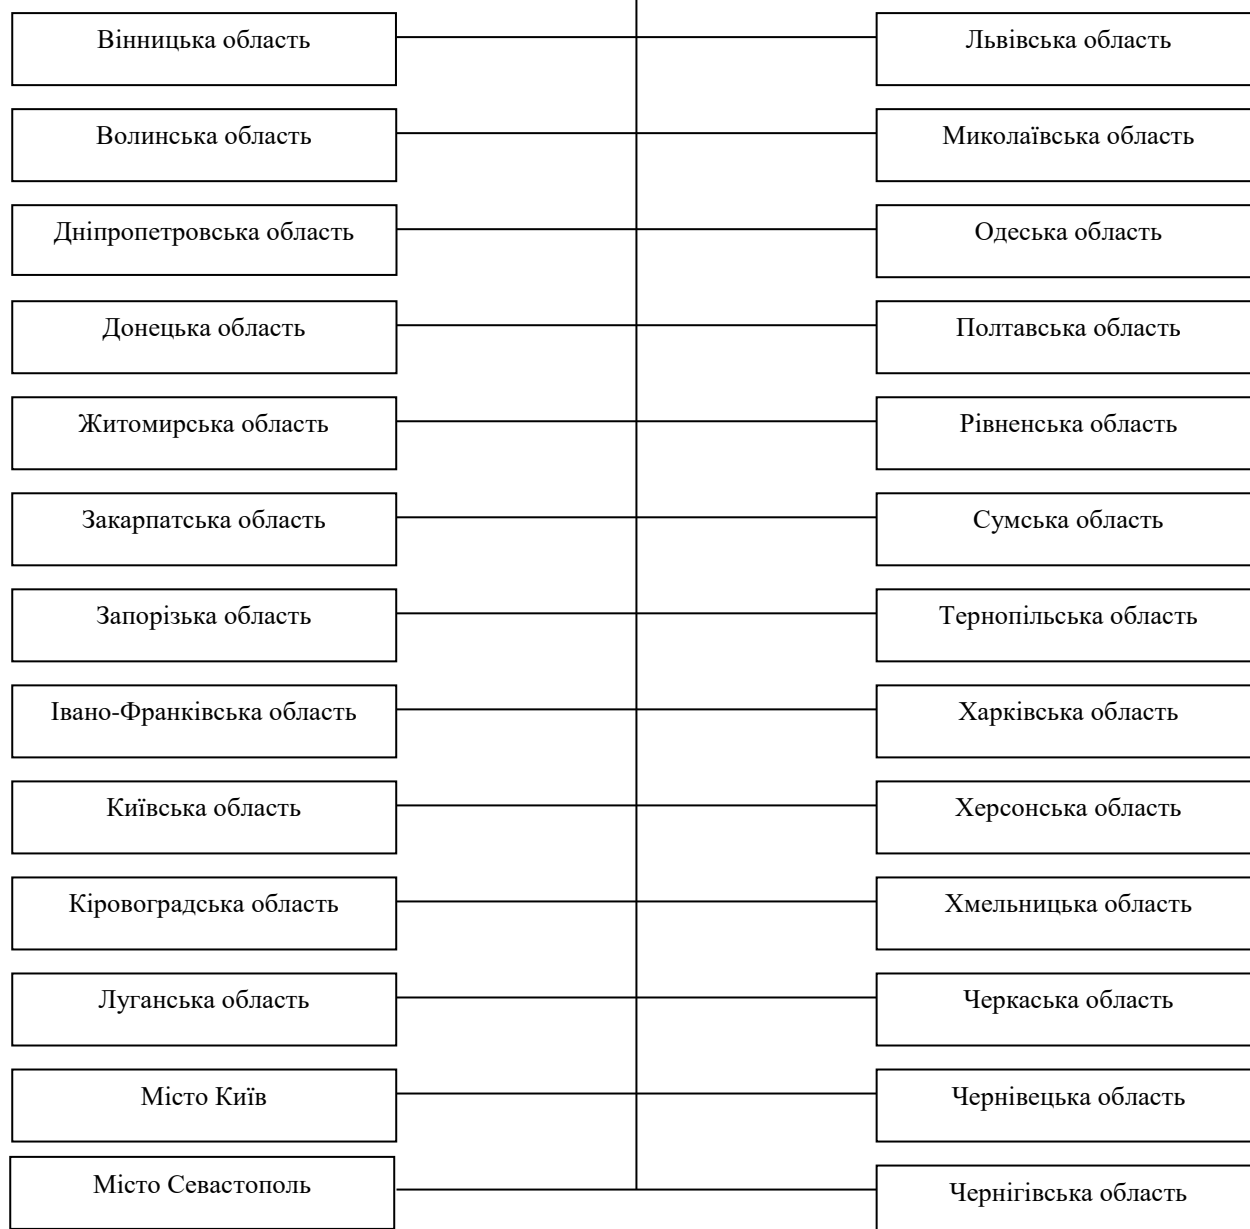 Вінницька область
Львівська область
Волинська область
Миколаївська область
Дніпропетровська область
Одеська область
Донецька область
Полтавська область
Житомирська область
Рівненська область
Закарпатська область
Сумська область
Запорізька область
Тернопільська область
Івано-Франківська область
Харківська область
Київська область
Херсонська область
Кіровоградська область
Хмельницька область
Луганська область
Черкаська область
Місто Київ
Чернівецька область
Місто Севастополь
Чернігівська область